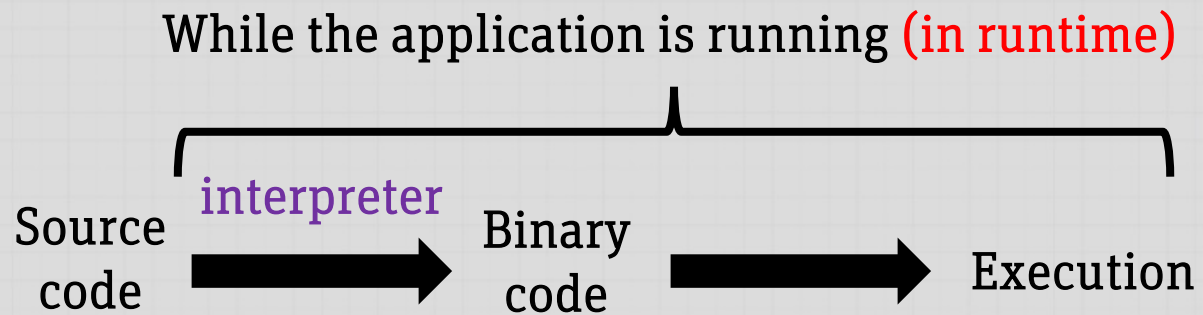 While the application is running (in runtime)
interpreter
Source
code
Binary
code
Execution